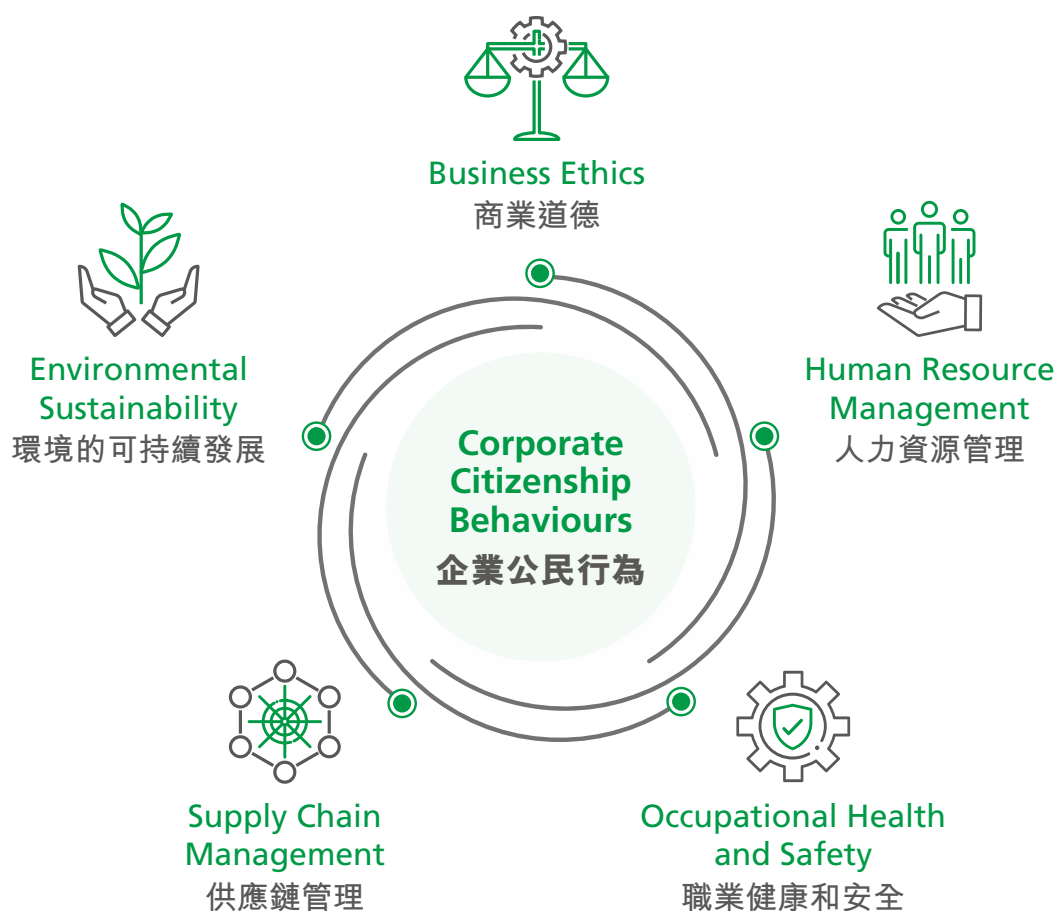 Business Ethics
商業道德
Environmental
Sustainability
環境的可持續發展
Human Resource
Management
人力資源管理
Corporate
Citizenship
Behaviours
企業公民行為
Supply Chain
Management
供應鏈管理
Occupational Health
and Safety
職業健康和安全